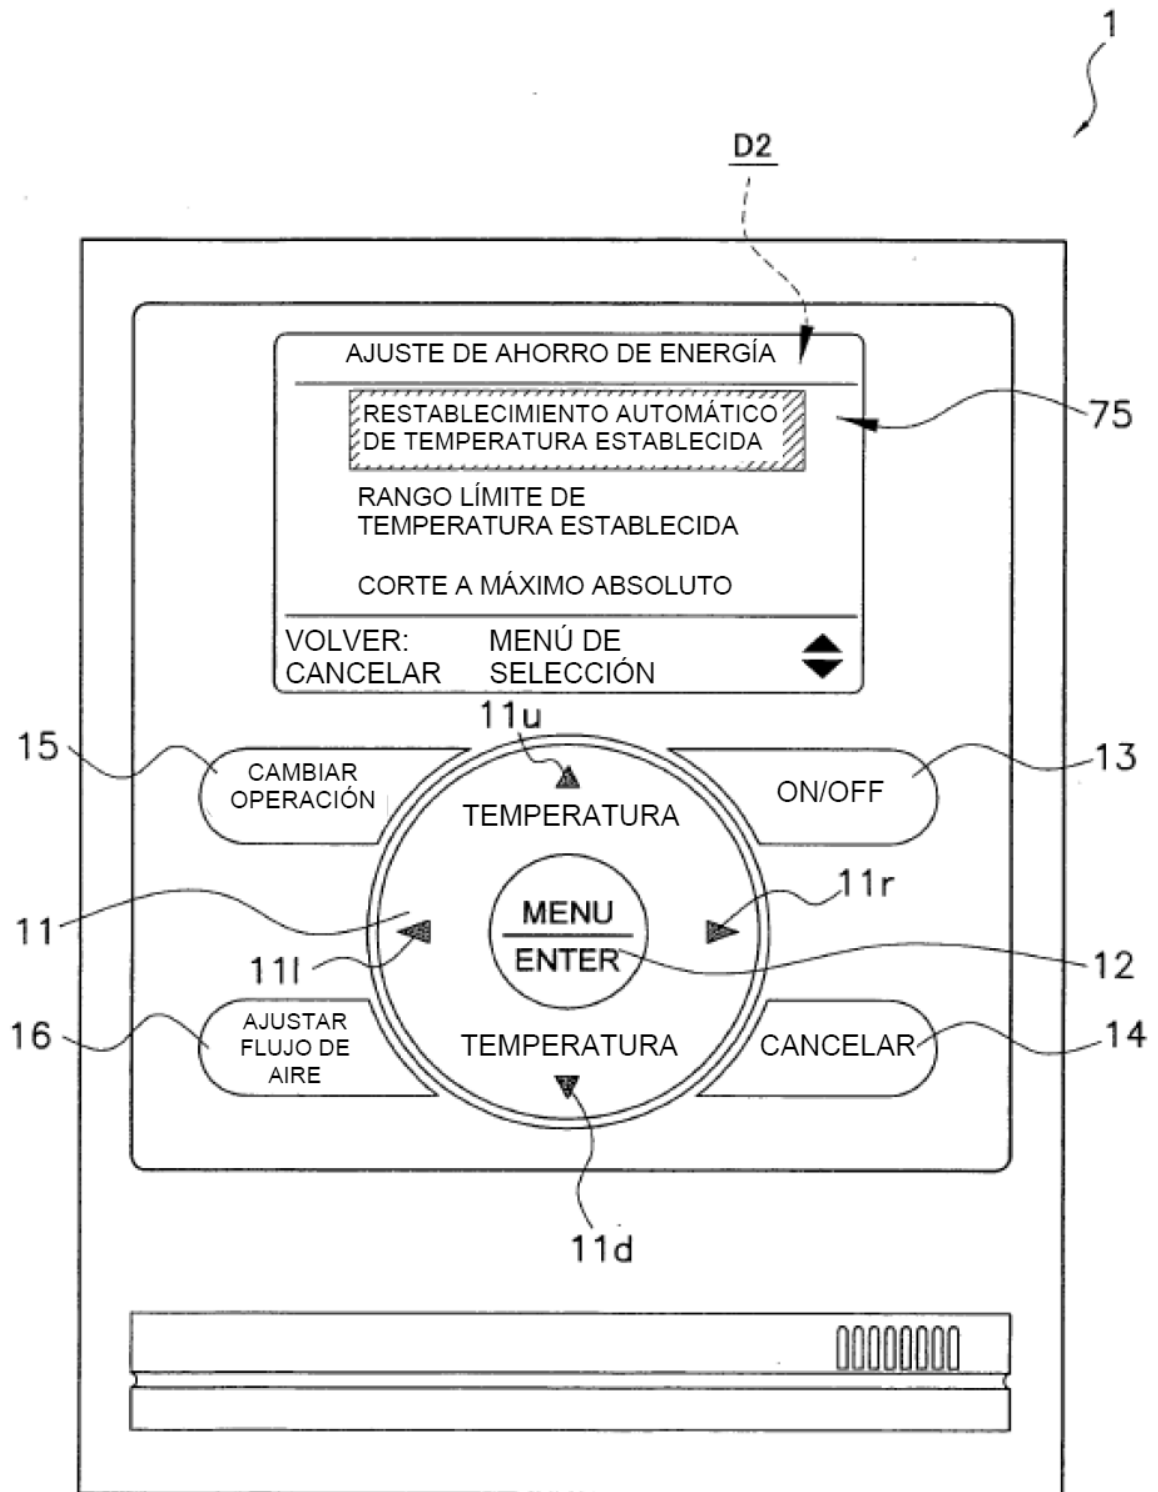 1
D2
AJUSTE DE AHORRO DE ENERGÍA
RESTABLECIMIENTO AUTOMÁTICO
DE TEMPERATURA ESTABLECIDA
75
RANGO LÍMITE DE
TEMPERATURA ESTABLECIDA
CORTE A MÁXIMO ABSOLUTO
VOLVER: MENÚ DE
CANCELAR SELECCIÓN
11u
15
CAMBIAR
OPERACIÓN
TEMPERATURA
ON/OFF
13
11
11l
MENU
ENTER
11r
12
16
AJUSTAR
FLUJO DE
AIRE
TEMPERATURA
CANCELAR
14
11d